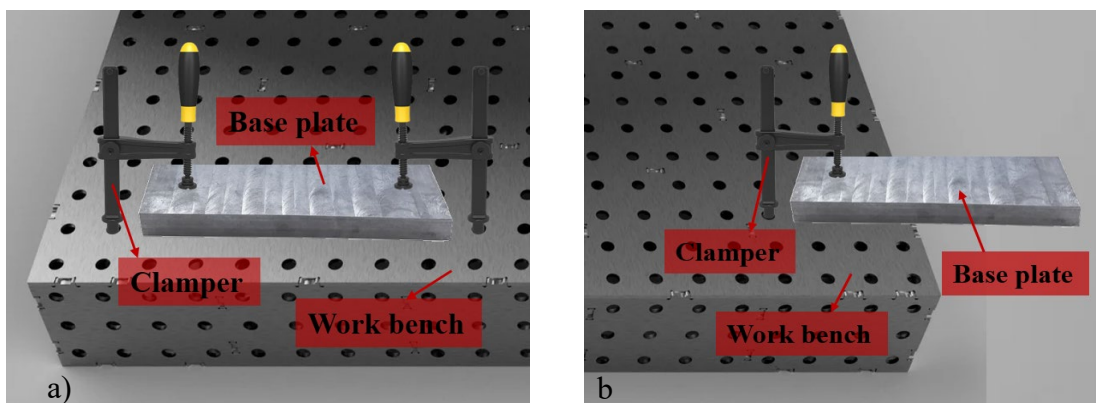 Base plate
Clamper
Work bench
a)
Clamper
Base plate
Work bench
b